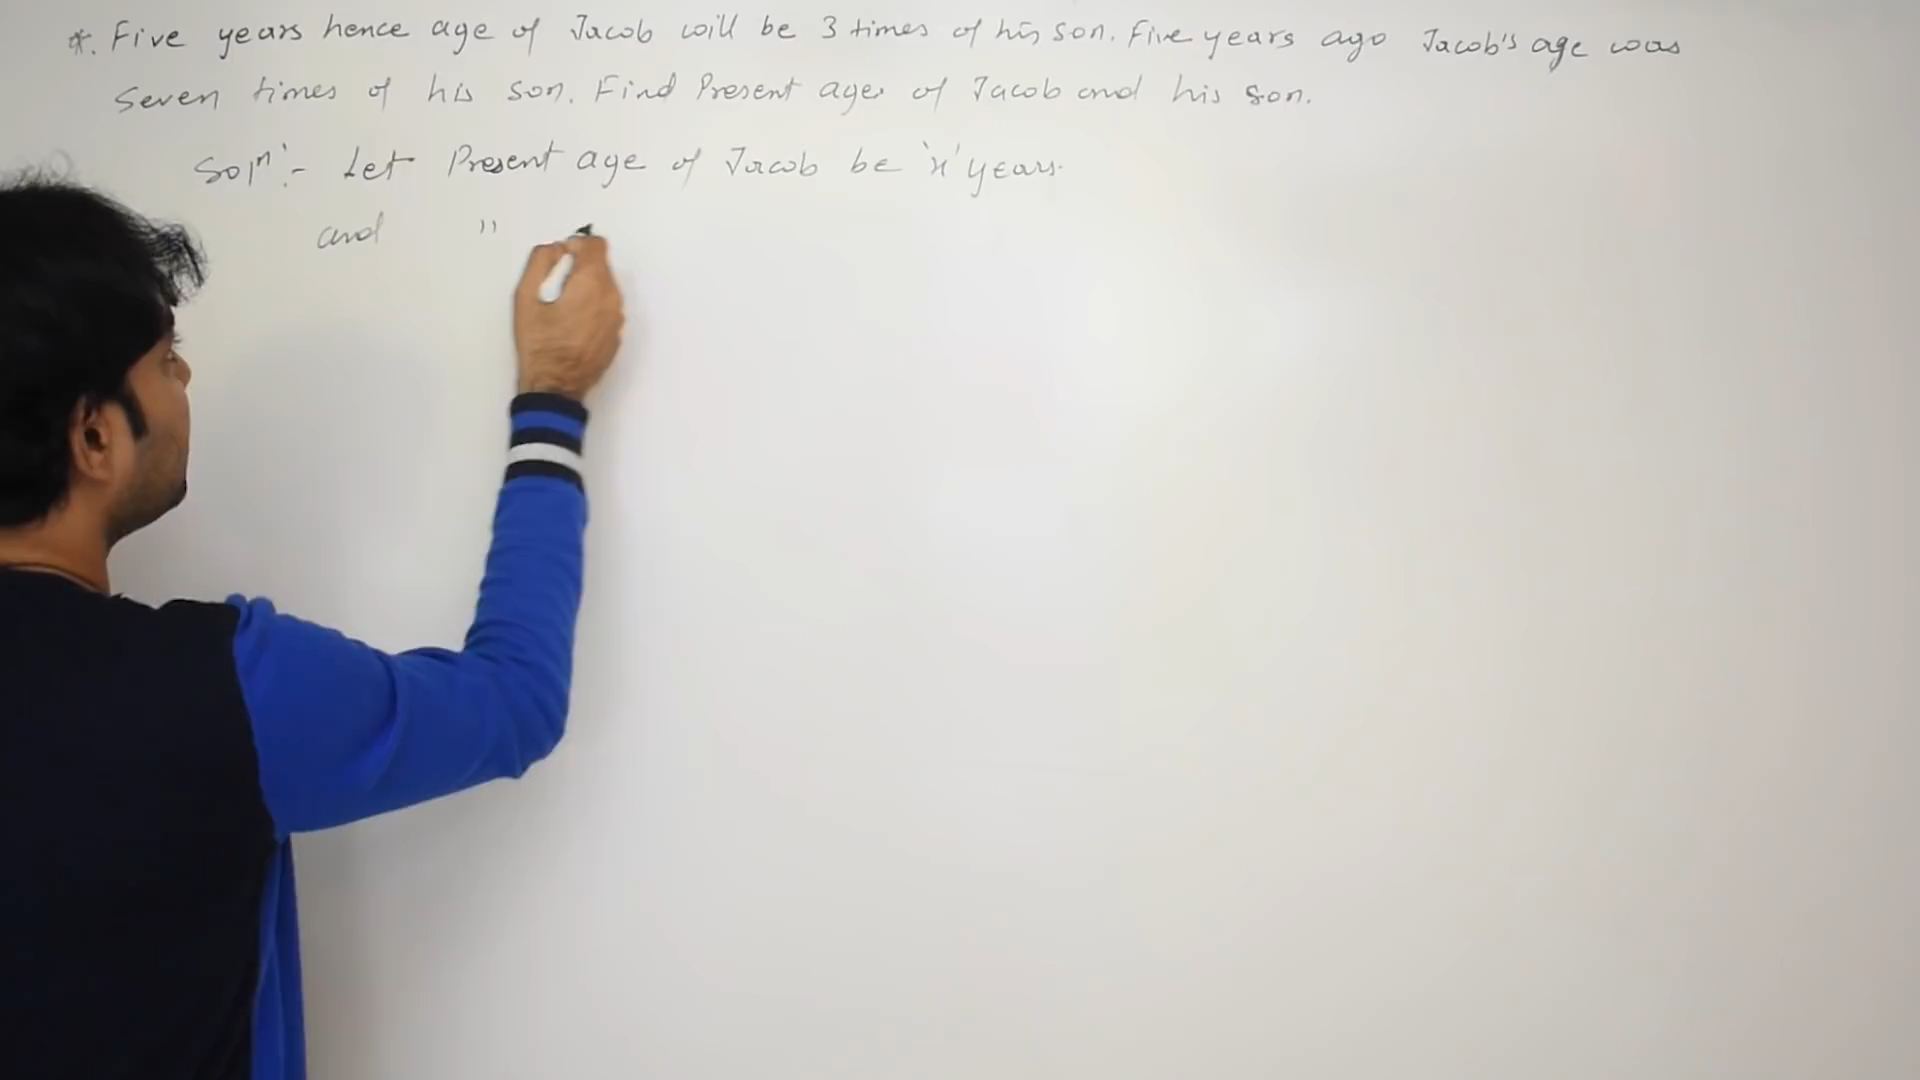 *. Five years hence age of Jacob will be 3 times of his son. Five years ago Jacob's age was
Seven times of his son. Find Present ages of Jacob and his son.
Solⁿ:- Let Present age of Jacob be 'x' years.
and "